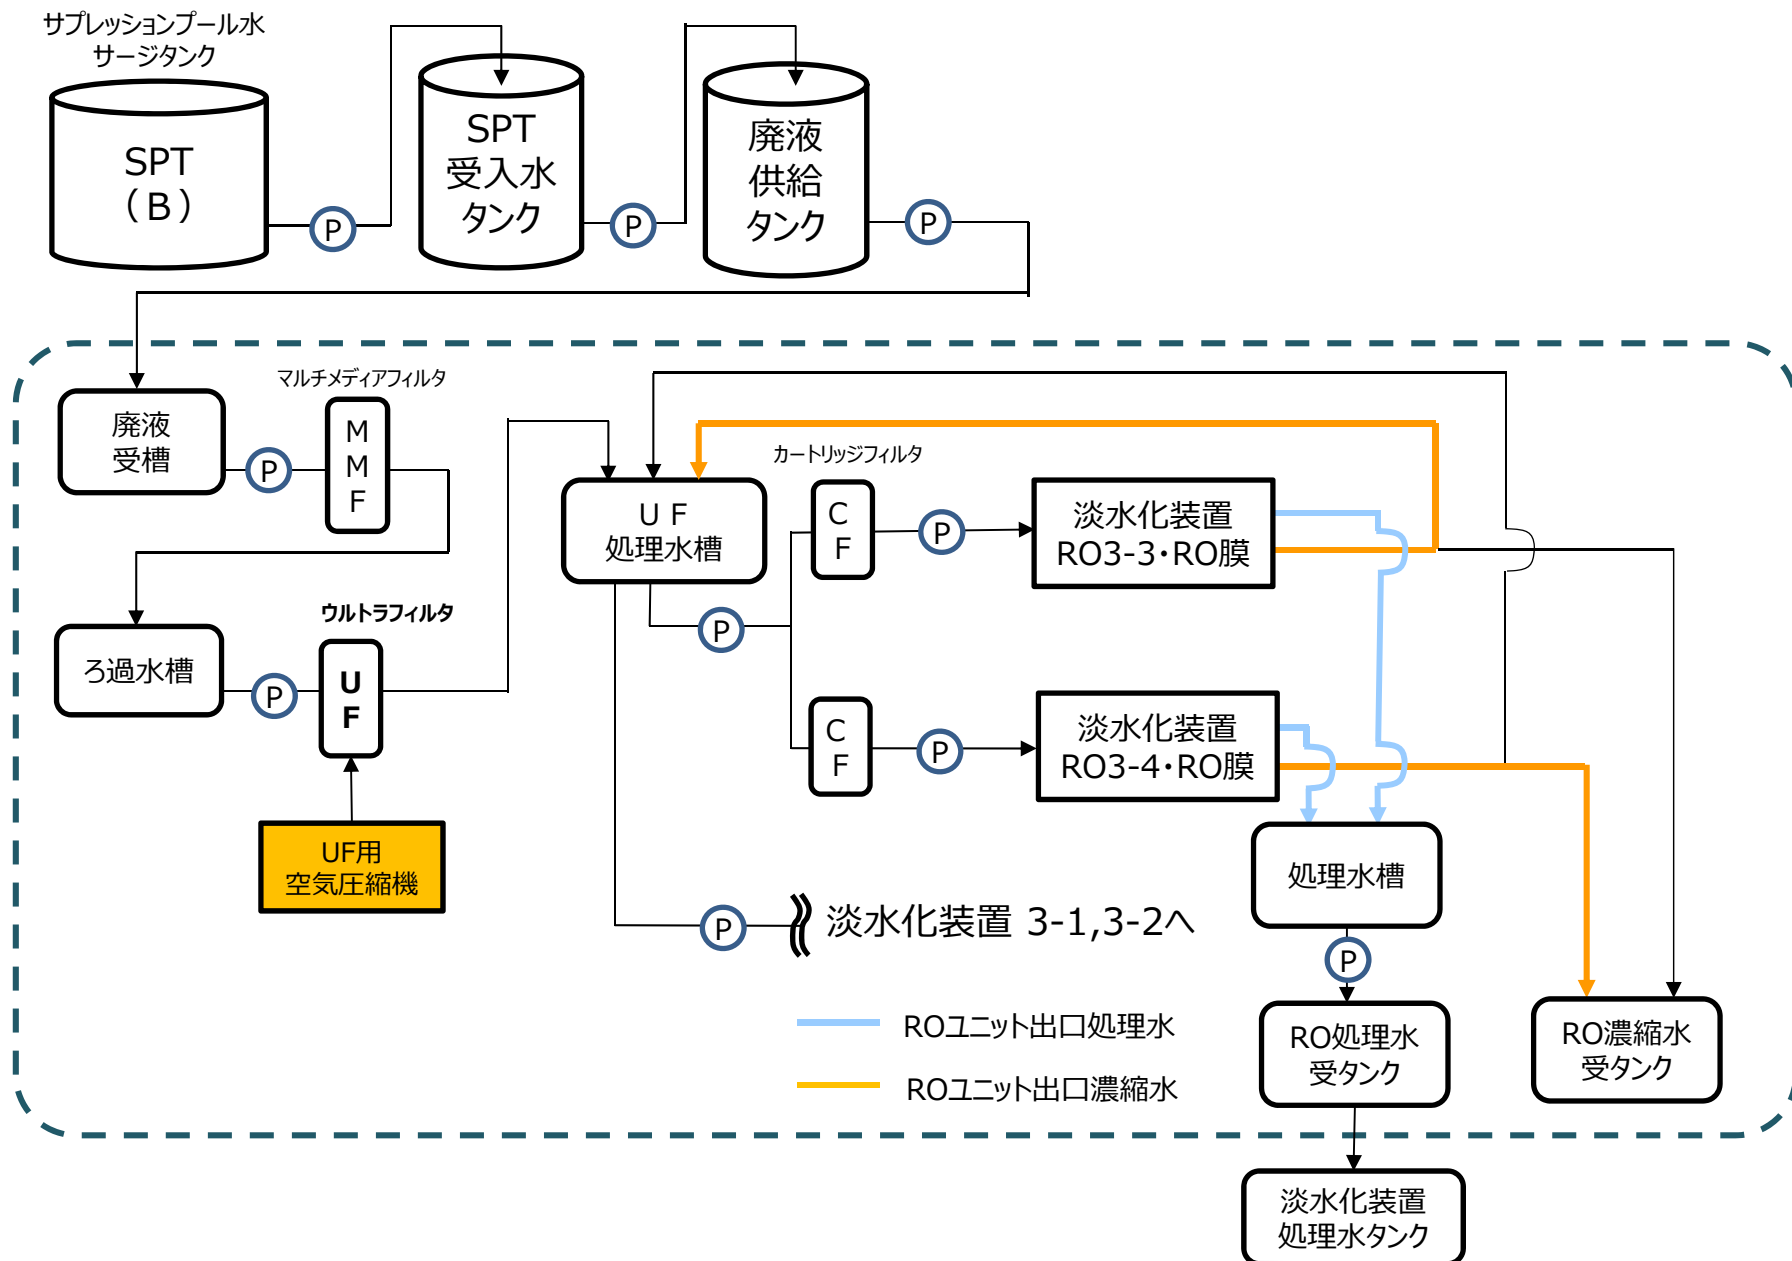 サプレッションプール水
サージタンク
SPT
（B）
P
SPT
受入水
タンク
P
廃液
供給
タンク
P
廃液
受槽
P
マルチメディアフィルタ
M
M
F
ろ過水槽
P
ウルトラフィルタ
U
F
UF用
空気圧縮機
U F
処理水槽
P
カートリッジフィルタ
C
F
P
淡水化装置
RO3-3・RO膜
C
F
P
淡水化装置
RO3-4・RO膜
P
淡水化装置 3-1,3-2へ
処理水槽
P
ROユニット出口処理水
ROユニット出口濃縮水
RO処理水
受タンク
RO濃縮水
受タンク
淡水化装置
処理水タンク